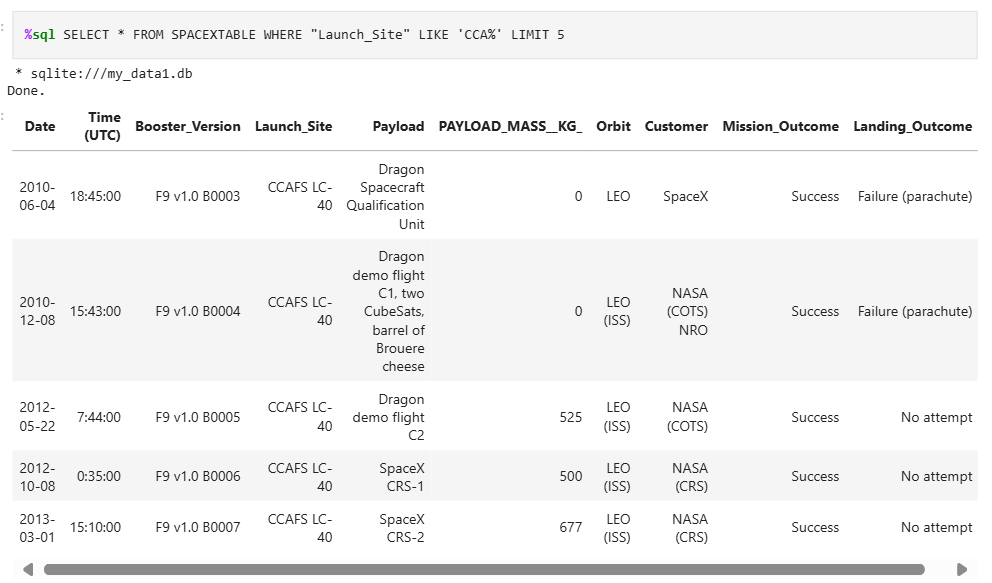 %sql SELECT * FROM SPACEXTABLE WHERE "Launch_Site" LIKE 'CCA%' LIMIT 5
* sqlite:///my_data1.db
Done.
Date Time (UTC) Booster_Version Launch_Site Payload PAYLOAD_MASS__KG_ Orbit Customer Mission_Outcome Landing_Outcome
2010-06-04 18:45:00 F9 v1.0 B0003 CCAFS LC-40 Dragon Spacecraft Qualification Unit 0 LEO SpaceX Success Failure (parachute)
2010-12-08 15:43:00 F9 v1.0 B0004 CCAFS LC-40 Dragon demo flight C1, two CubeSats, barrel of Brouere cheese 0 LEO (ISS) NASA (COTS) NRO Success Failure (parachute)
2012-05-22 7:44:00 F9 v1.0 B0005 CCAFS LC-40 Dragon demo flight C2 525 LEO (ISS) NASA (COTS) Success No attempt
2012-10-08 0:35:00 F9 v1.0 B0006 CCAFS LC-40 SpaceX CRS-1 500 LEO (ISS) NASA (CRS) Success No attempt
2013-03-01 15:10:00 F9 v1.0 B0007 CCAFS LC-40 SpaceX CRS-2 677 LEO (ISS) NASA (CRS) Success No attempt